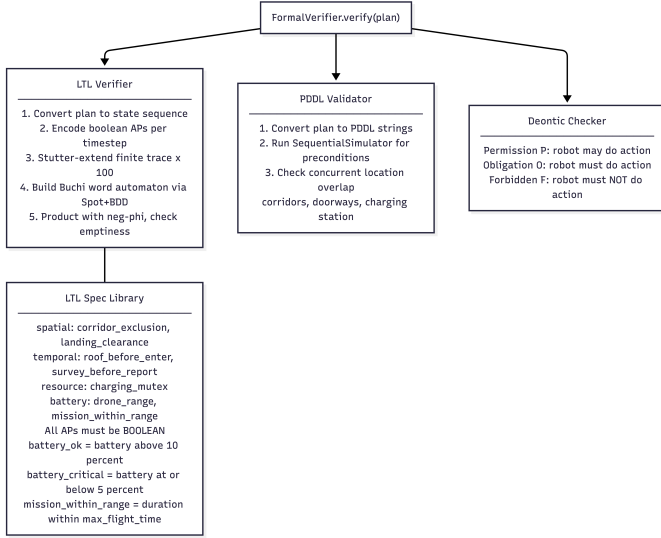 FormalVerifier.verify(plan)
LTL Verifier
1. Convert plan to state sequence
2. Encode boolean APs per
timestep
3. Stutter-extend finite trace x
100
4. Build Buchi word automaton via
Spot+BDD
5. Product with neg-phi, check
emptiness
PDDL Validator
1. Convert plan to PDDL strings
2. Run SequentialSimulator for
preconditions
3. Check concurrent location
overlap
corridors, doorways, charging
station
Deontic Checker
Permission P: robot may do action
Obligation O: robot must do action
Forbidden F: robot must NOT do
action
LTL Spec Library
spatial: corridor_exclusion,
landing_clearance
temporal: roof_before_enter,
survey_before_report
resource: charging_mutex
battery: drone_range,
mission_within_range
All APs must be BOOLEAN
battery_ok = battery above 10
percent
battery_critical = battery at or
below 5 percent
mission_within_range = duration
within max_flight_time